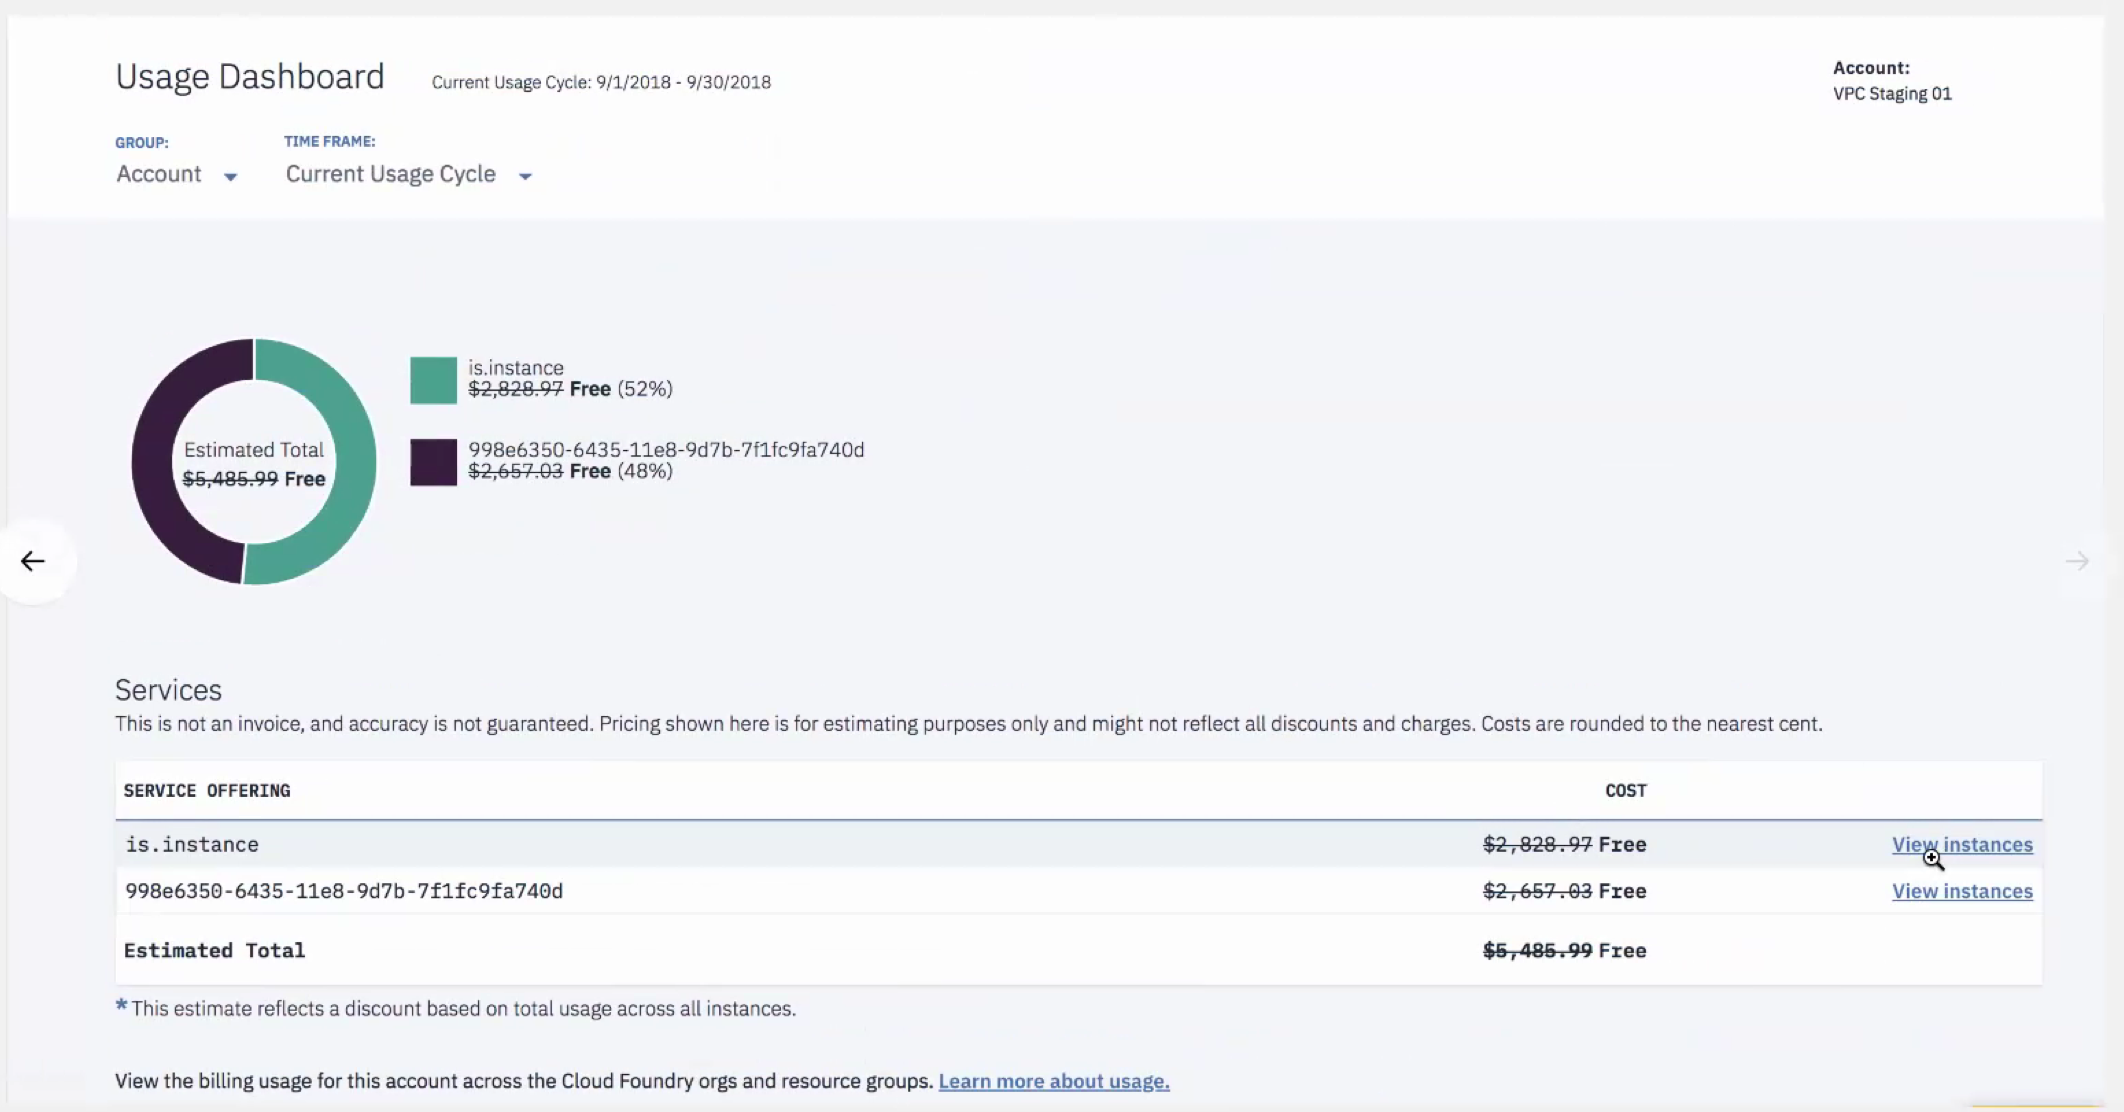 Usage Dashboard
Current Usage Cycle: 9/1/2018 - 9/30/2018
Account:
VPC Staging 01
GROUP:
Account
TIME FRAME:
Current Usage Cycle
Estimated Total
$5,485.99 Free
is.instance
$2,828.97 Free (52%)
998e6350-6435-11e8-9d7b-7f1fc9fa740d
$2,657.03 Free (48%)
Services
This is not an invoice, and accuracy is not guaranteed. Pricing shown here is for estimating purposes only and might not reflect all discounts and charges. Costs are rounded to the nearest cent.
SERVICE OFFERING COST
is.instance $2,828.97 Free View instances
998e6350-6435-11e8-9d7b-7f1fc9fa740d $2,657.03 Free View instances
Estimated Total $5,485.99 Free
* This estimate reflects a discount based on total usage across all instances.
View the billing usage for this account across the Cloud Foundry orgs and resource groups. Learn more about usage.